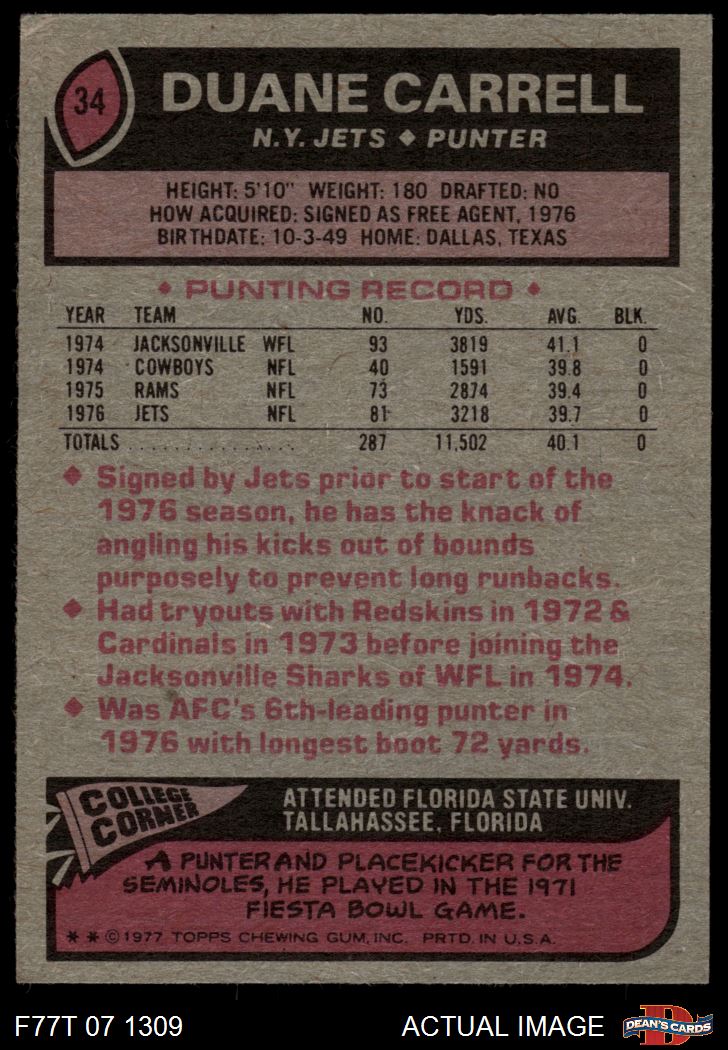 34
DUANE CARRELL
N.Y. JETS ♦ PUNTER
HEIGHT: 5'10" WEIGHT: 180 DRAFTED: NO
HOW ACQUIRED: SIGNED AS FREE AGENT, 1976
BIRTHDATE: 10-3-49 HOME: DALLAS, TEXAS
♦ PUNTING RECORD ♦
YEAR TEAM NO. YDS. AVG. BLK.
1974 JACKSONVILLE WFL 93 3819 41.1 0
1974 COWBOYS NFL 40 1591 39.8 0
1975 RAMS NFL 73 2874 39.4 0
1976 JETS NFL 81 3218 39.7 0
TOTALS . . . . . . . . . . . . . . . 287 11,502 40.1 0
♦ Signed by Jets prior to start of the
1976 season, he has the knack of
angling his kicks out of bounds
purposely to prevent long runbacks.
♦ Had tryouts with Redskins in 1972 &
Cardinals in 1973 before joining the
Jacksonville Sharks of WFL in 1974.
♦ Was AFC's 6th-leading punter in
1976 with longest boot 72 yards.
COLLEGE
CORNER
ATTENDED FLORIDA STATE UNIV.
TALLAHASSEE, FLORIDA
A PUNTER AND PLACEKICKER FOR THE
SEMINOLES, HE PLAYED IN THE 1971
FIESTA BOWL GAME.
* * © 1977 TOPPS CHEWING GUM, INC. PRTD. IN U.S.A.
F77T 07 1309 ACTUAL IMAGE
D
DEAN'S CARDS